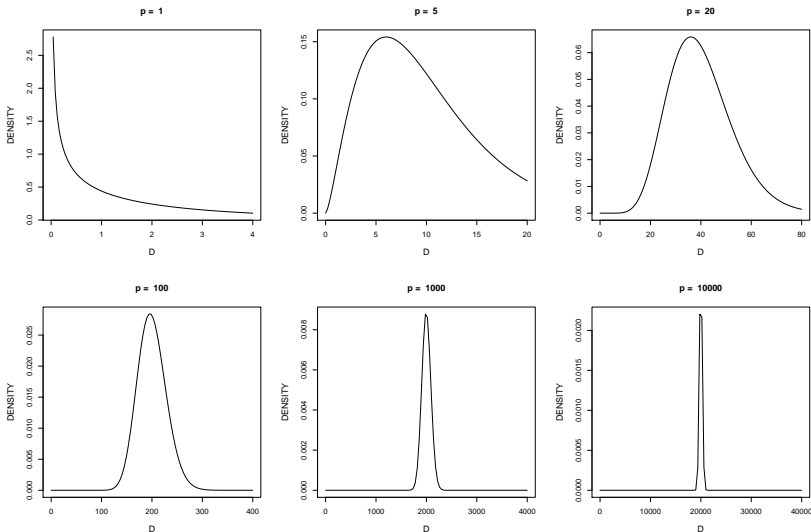 p = 1
DENSITY
0.0 0.5 1.0 1.5 2.0 2.5
0 1 2 3 4
D
p = 5
DENSITY
0.00 0.05 0.10 0.15
0 5 10 15 20
D
p = 20
DENSITY
0.00 0.01 0.02 0.03 0.04 0.05 0.06
0 20 40 60 80
D
p = 100
DENSITY
0.000 0.005 0.010 0.015 0.020 0.025
0 100 200 300 400
D
p = 1000
DENSITY
0.000 0.002 0.004 0.006 0.008
0 1000 2000 3000 4000
D
p = 10000
DENSITY
0.0000 0.0005 0.0010 0.0015 0.0020
0 10000 20000 30000 40000
D